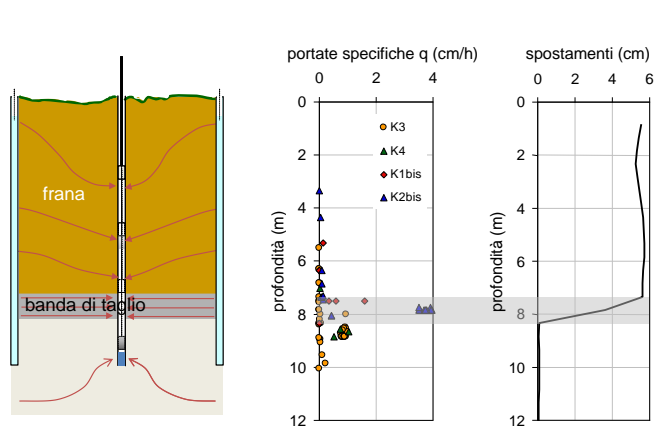 portate specifiche q (cm/h)
0 2 4
0
2
4
6
8
10
12
profondità (m)
K3
K4
K1bis
K2bis
spostamenti (cm)
0 2 4 6
0
2
4
6
8
10
12
profondità (m)
frana
banda di taglio